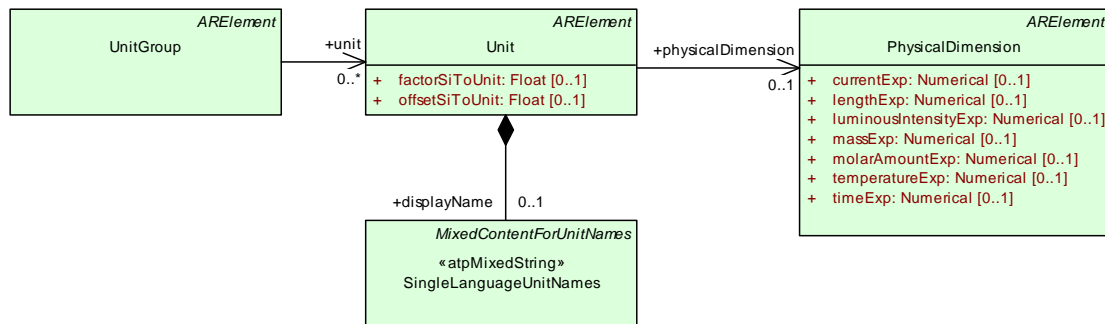 ARElement
UnitGroup
+unit
0..*
ARElement
Unit
+ factorSiToUnit: Float [0..1]
+ offsetSiToUnit: Float [0..1]
+physicalDimension
0..1
ARElement
PhysicalDimension
+ currentExp: Numerical [0..1]
+ lengthExp: Numerical [0..1]
+ luminousIntensityExp: Numerical [0..1]
+ massExp: Numerical [0..1]
+ molarAmountExp: Numerical [0..1]
+ temperatureExp: Numerical [0..1]
+ timeExp: Numerical [0..1]
+displayName
0..1
MixedContentForUnitNames
«atpMixedString»
SingleLanguageUnitNames